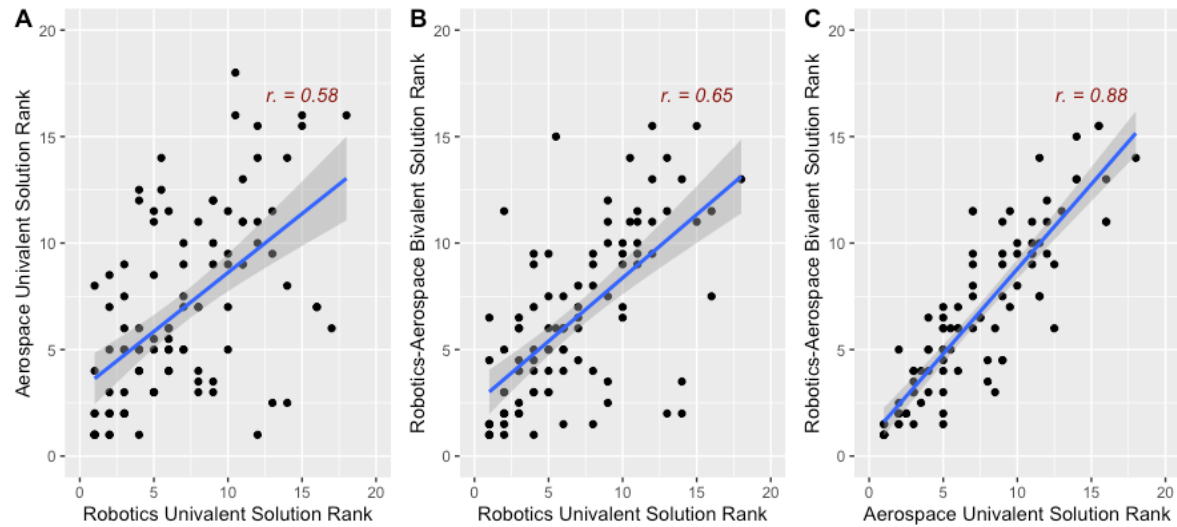 A
Aerospace Univalent Solution Rank
20
15
10
5
0
r. = 0.58
0 5 10 15 20
Robotics Univalent Solution Rank
B
Robotics-Aerospace Bivalent Solution Rank
20
15
10
5
0
r. = 0.65
0 5 10 15 20
Robotics Univalent Solution Rank
C
Robotics-Aerospace Bivalent Solution Rank
20
15
10
5
0
r. = 0.88
0 5 10 15 20
Aerospace Univalent Solution Rank